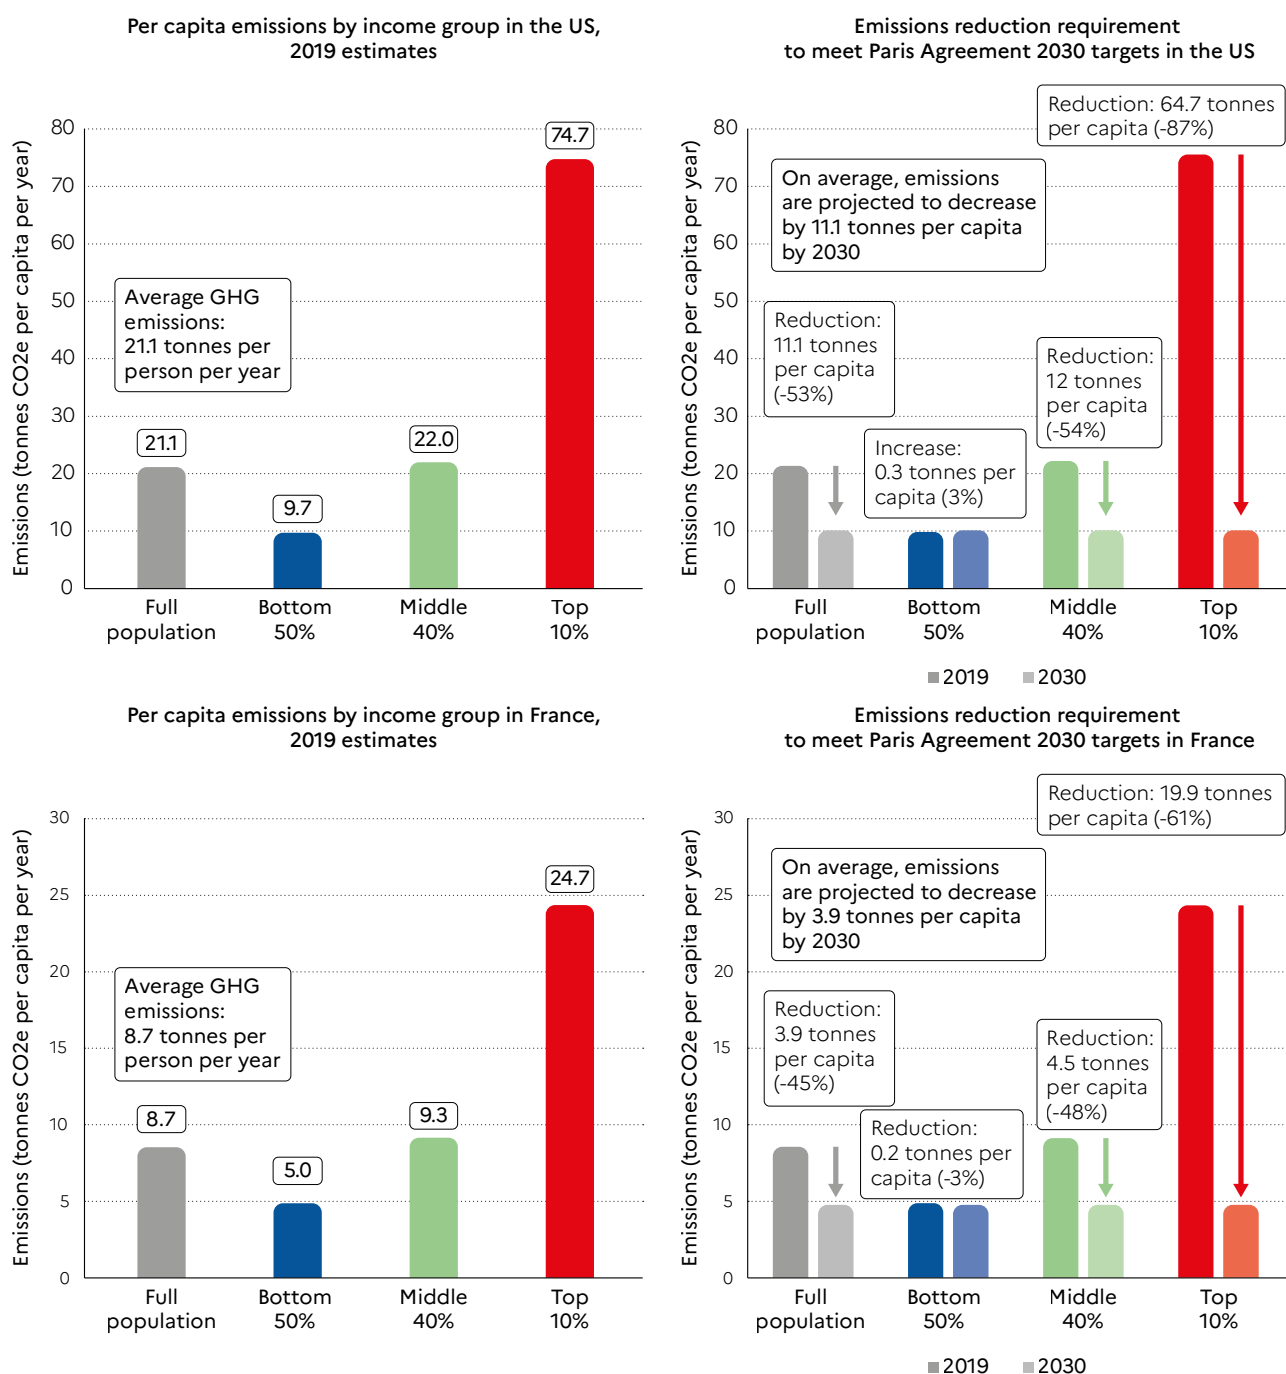 Per capita emissions by income group in the US,
2019 estimates
Emissions (tonnes CO2e per capita per year)
80
70
60
50
40
30
20
10
0
Average GHG
emissions:
21.1 tonnes per
person per year
21.1
9.7
22.0
74.7
Full
population
Bottom
50%
Middle
40%
Top
10%
Emissions reduction requirement
to meet Paris Agreement 2030 targets in the US
Emissions (tonnes CO2e per capita per year)
80
70
60
50
40
30
20
10
0
Reduction: 64.7 tonnes
per capita (-87%)
On average, emissions
are projected to decrease
by 11.1 tonnes per capita
by 2030
Reduction:
11.1 tonnes
per capita
(-53%)
Increase:
0.3 tonnes per
capita (3%)
Reduction:
12 tonnes
per capita
(-54%)
Full
population
Bottom
50%
Middle
40%
Top
10%
2019
2030
Per capita emissions by income group in France,
2019 estimates
Emissions (tonnes CO2e per capita per year)
30
25
20
15
10
5
0
Average GHG
emissions:
8.7 tonnes per
person per year
8.7
5.0
9.3
24.7
Full
population
Bottom
50%
Middle
40%
Top
10%
Emissions reduction requirement
to meet Paris Agreement 2030 targets in France
Emissions (tonnes CO2e per capita per year)
30
25
20
15
10
5
0
Reduction: 19.9 tonnes
per capita (-61%)
On average, emissions
are projected to decrease
by 3.9 tonnes per capita
by 2030
Reduction:
3.9 tonnes
per capita
(-45%)
Reduction:
0.2 tonnes per
capita (-3%)
Reduction:
4.5 tonnes
per capita
(-48%)
Full
population
Bottom
50%
Middle
40%
Top
10%
2019
2030